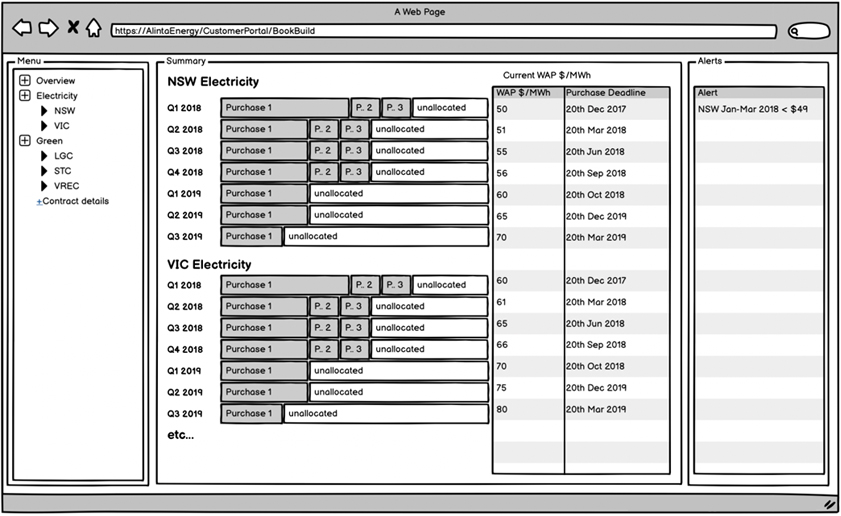 A Web Page
https://AlintaEnergy/CustomerPortal/BookBuild
Menu
Overview
Electricity
NSW
VIC
Green
LGC
STC
VREC
+Contract details
Summary
NSW Electricity
Current WAP $/MWh
WAP $/MWh Purchase Deadline
Q1 2018 Purchase 1 P.. 2 P.. 3 unallocated 50 20th Dec 2017
Q2 2018 Purchase 1 P.. 2 P.. 3 unallocated 51 20th Mar 2018
Q3 2018 Purchase 1 P.. 2 P.. 3 unallocated 55 20th Jun 2018
Q4 2018 Purchase 1 P.. 2 P.. 3 unallocated 56 20th Sep 2018
Q1 2019 Purchase 1 unallocated 60 20th Oct 2018
Q2 2019 Purchase 1 unallocated 65 20th Dec 2019
Q3 2019 Purchase 1 unallocated 70 20th Mar 2019
VIC Electricity
Q1 2018 Purchase 1 P.. 2 P.. 3 unallocated 60 20th Dec 2017
Q2 2018 Purchase 1 P.. 2 P.. 3 unallocated 61 20th Mar 2018
Q3 2018 Purchase 1 P.. 2 P.. 3 unallocated 65 20th Jun 2018
Q4 2018 Purchase 1 P.. 2 P.. 3 unallocated 66 20th Sep 2018
Q1 2019 Purchase 1 unallocated 70 20th Oct 2018
Q2 2019 Purchase 1 unallocated 75 20th Dec 2019
Q3 2019 Purchase 1 unallocated 80 20th Mar 2019
etc...
Alerts
Alert
NSW Jan-Mar 2018 < $49